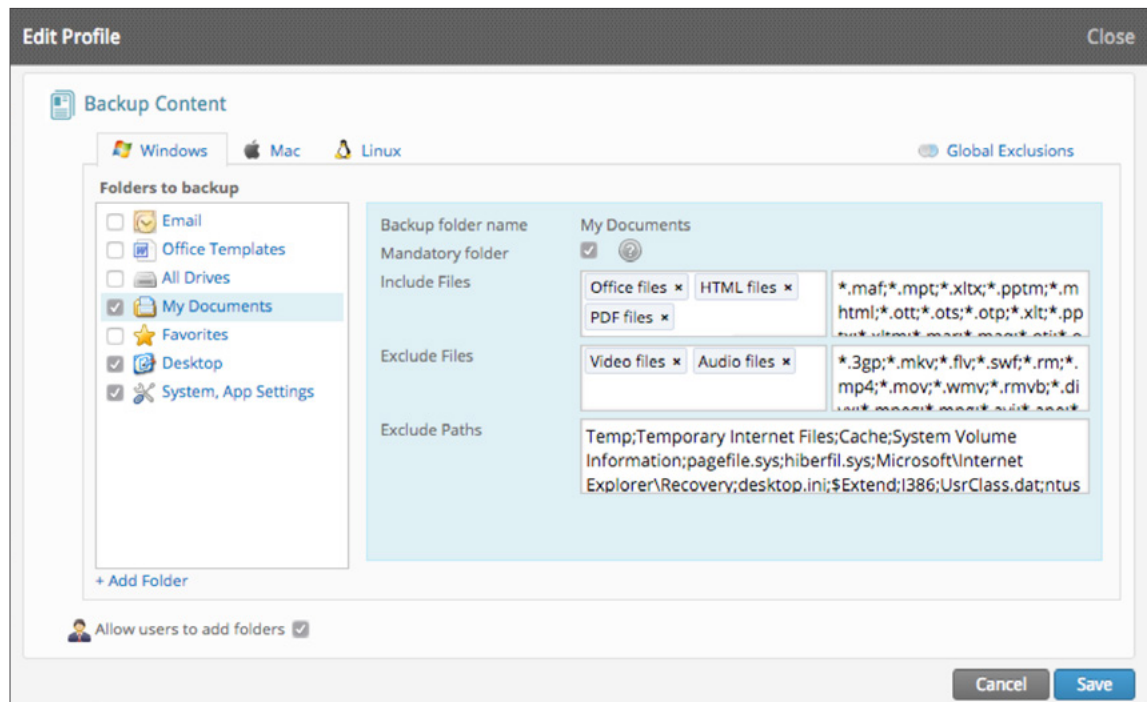 Edit Profile
Close
Backup Content
Windows
Mac
Linux
Global Exclusions
Folders to backup
Email
Office Templates
All Drives
My Documents
Favorites
Desktop
System, App Settings
+ Add Folder
Backup folder name
My Documents
Mandatory folder
Include Files
Office files ×
HTML files ×
PDF files ×
*.maf;*.mpt;*.xltx;*.pptm;*.m
html;*.ott;*.ots;*.otp;*.xlt;*.pp
Exclude Files
Video files ×
Audio files ×
*.3gp;*.mkv;*.flv;*.swf;*.rm;*.
mp4;*.mov;*.wmv;*.rmvb;*.di
Exclude Paths
Temp;Temporary Internet Files;Cache;System Volume
Information;pagefile.sys;hiberfil.sys;Microsoft\Internet
Explorer\Recovery;desktop.ini;$Extend;I386;UsrClass.dat;ntus
Allow users to add folders
Cancel
Save